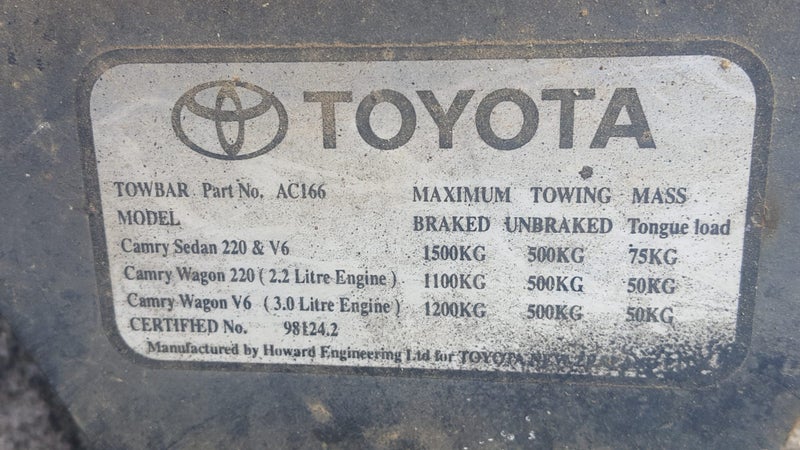 TOYOTA
TOWBAR Part No. AC166 MAXIMUM TOWING MASS
MODEL BRAKED UNBRAKED Tongue load
Camry Sedan 220 & V6 1500KG 500KG 75KG
Camry Wagon 220 ( 2.2 Litre Engine ) 1100KG 500KG 50KG
Camry Wagon V6 ( 3.0 Litre Engine ) 1200KG 500KG 50KG
CERTIFIED No. 98124.2
Manufactured by Howard Engineering Ltd for TOYOTA NEW